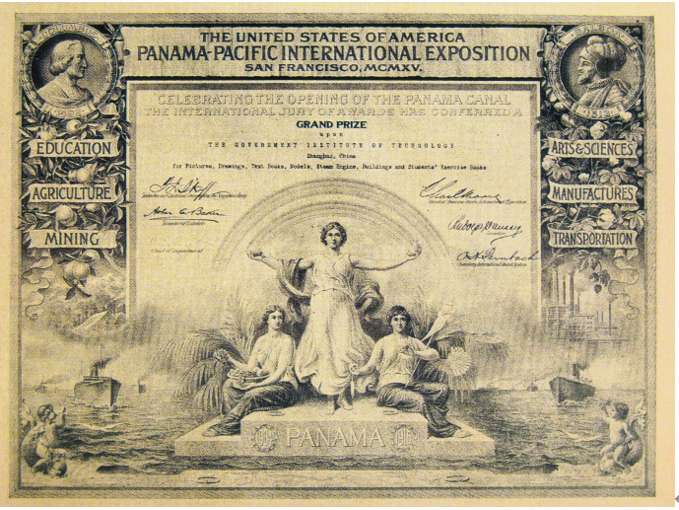 THE UNITED STATES OF AMERICA
PANAMA-PACIFIC INTERNATIONAL EXPOSITION
SAN FRANCISCO, MCMXV.
COLUMBUS
BALBOA
CELEBRATING THE OPENING OF THE PANAMA CANAL
THE INTERNATIONAL JURY OF AWARDS HAS CONFERRED A
GRAND PRIZE
upon
THE GOVERNMENT INSTITUTE OF TECHNOLOGY
Shanghai, China
for Pictures, Drawings, Text Books, Models, Steam Engine, Buildings and Students' Exercise Books
EDUCATION
AGRICULTURE
MINING
ARTS & SCIENCES
MANUFACTURES
TRANSPORTATION
PANAMA
1915